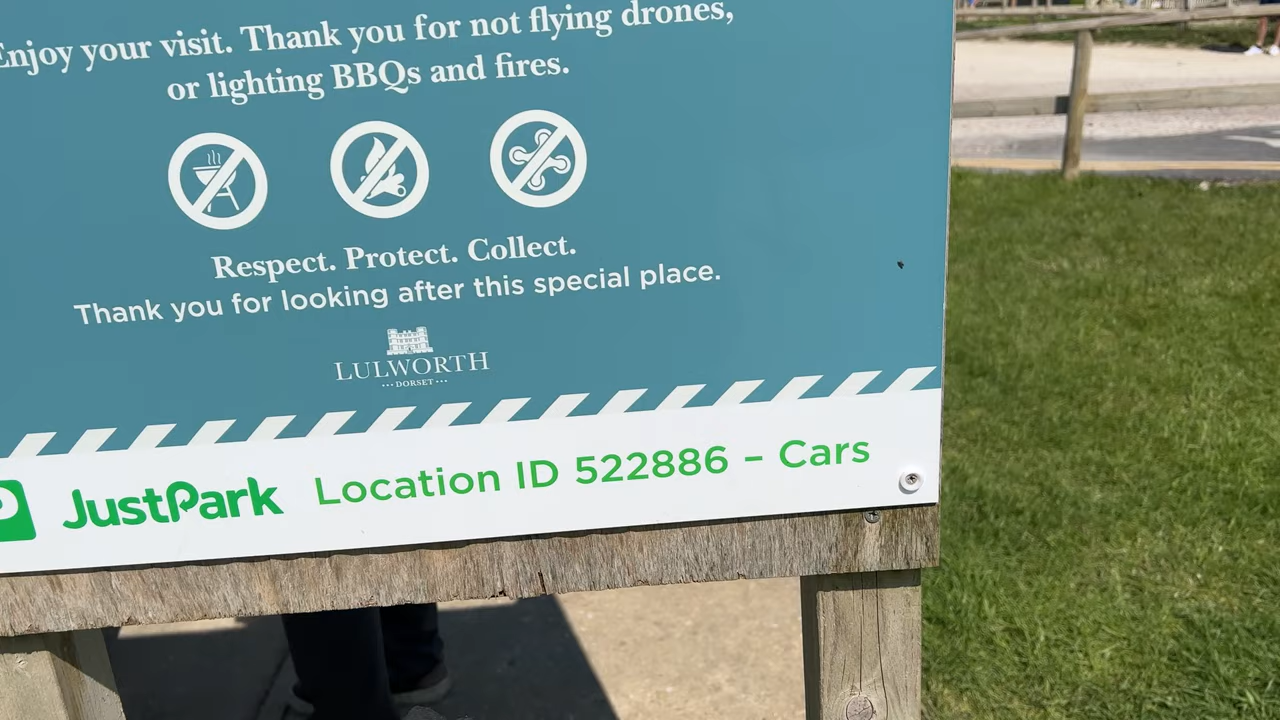 Enjoy your visit. Thank you for not flying drones,
or lighting BBQs and fires.
Respect. Protect. Collect.
Thank you for looking after this special place.
LULWORTH
DORSET
JustPark Location ID 522886 – Cars